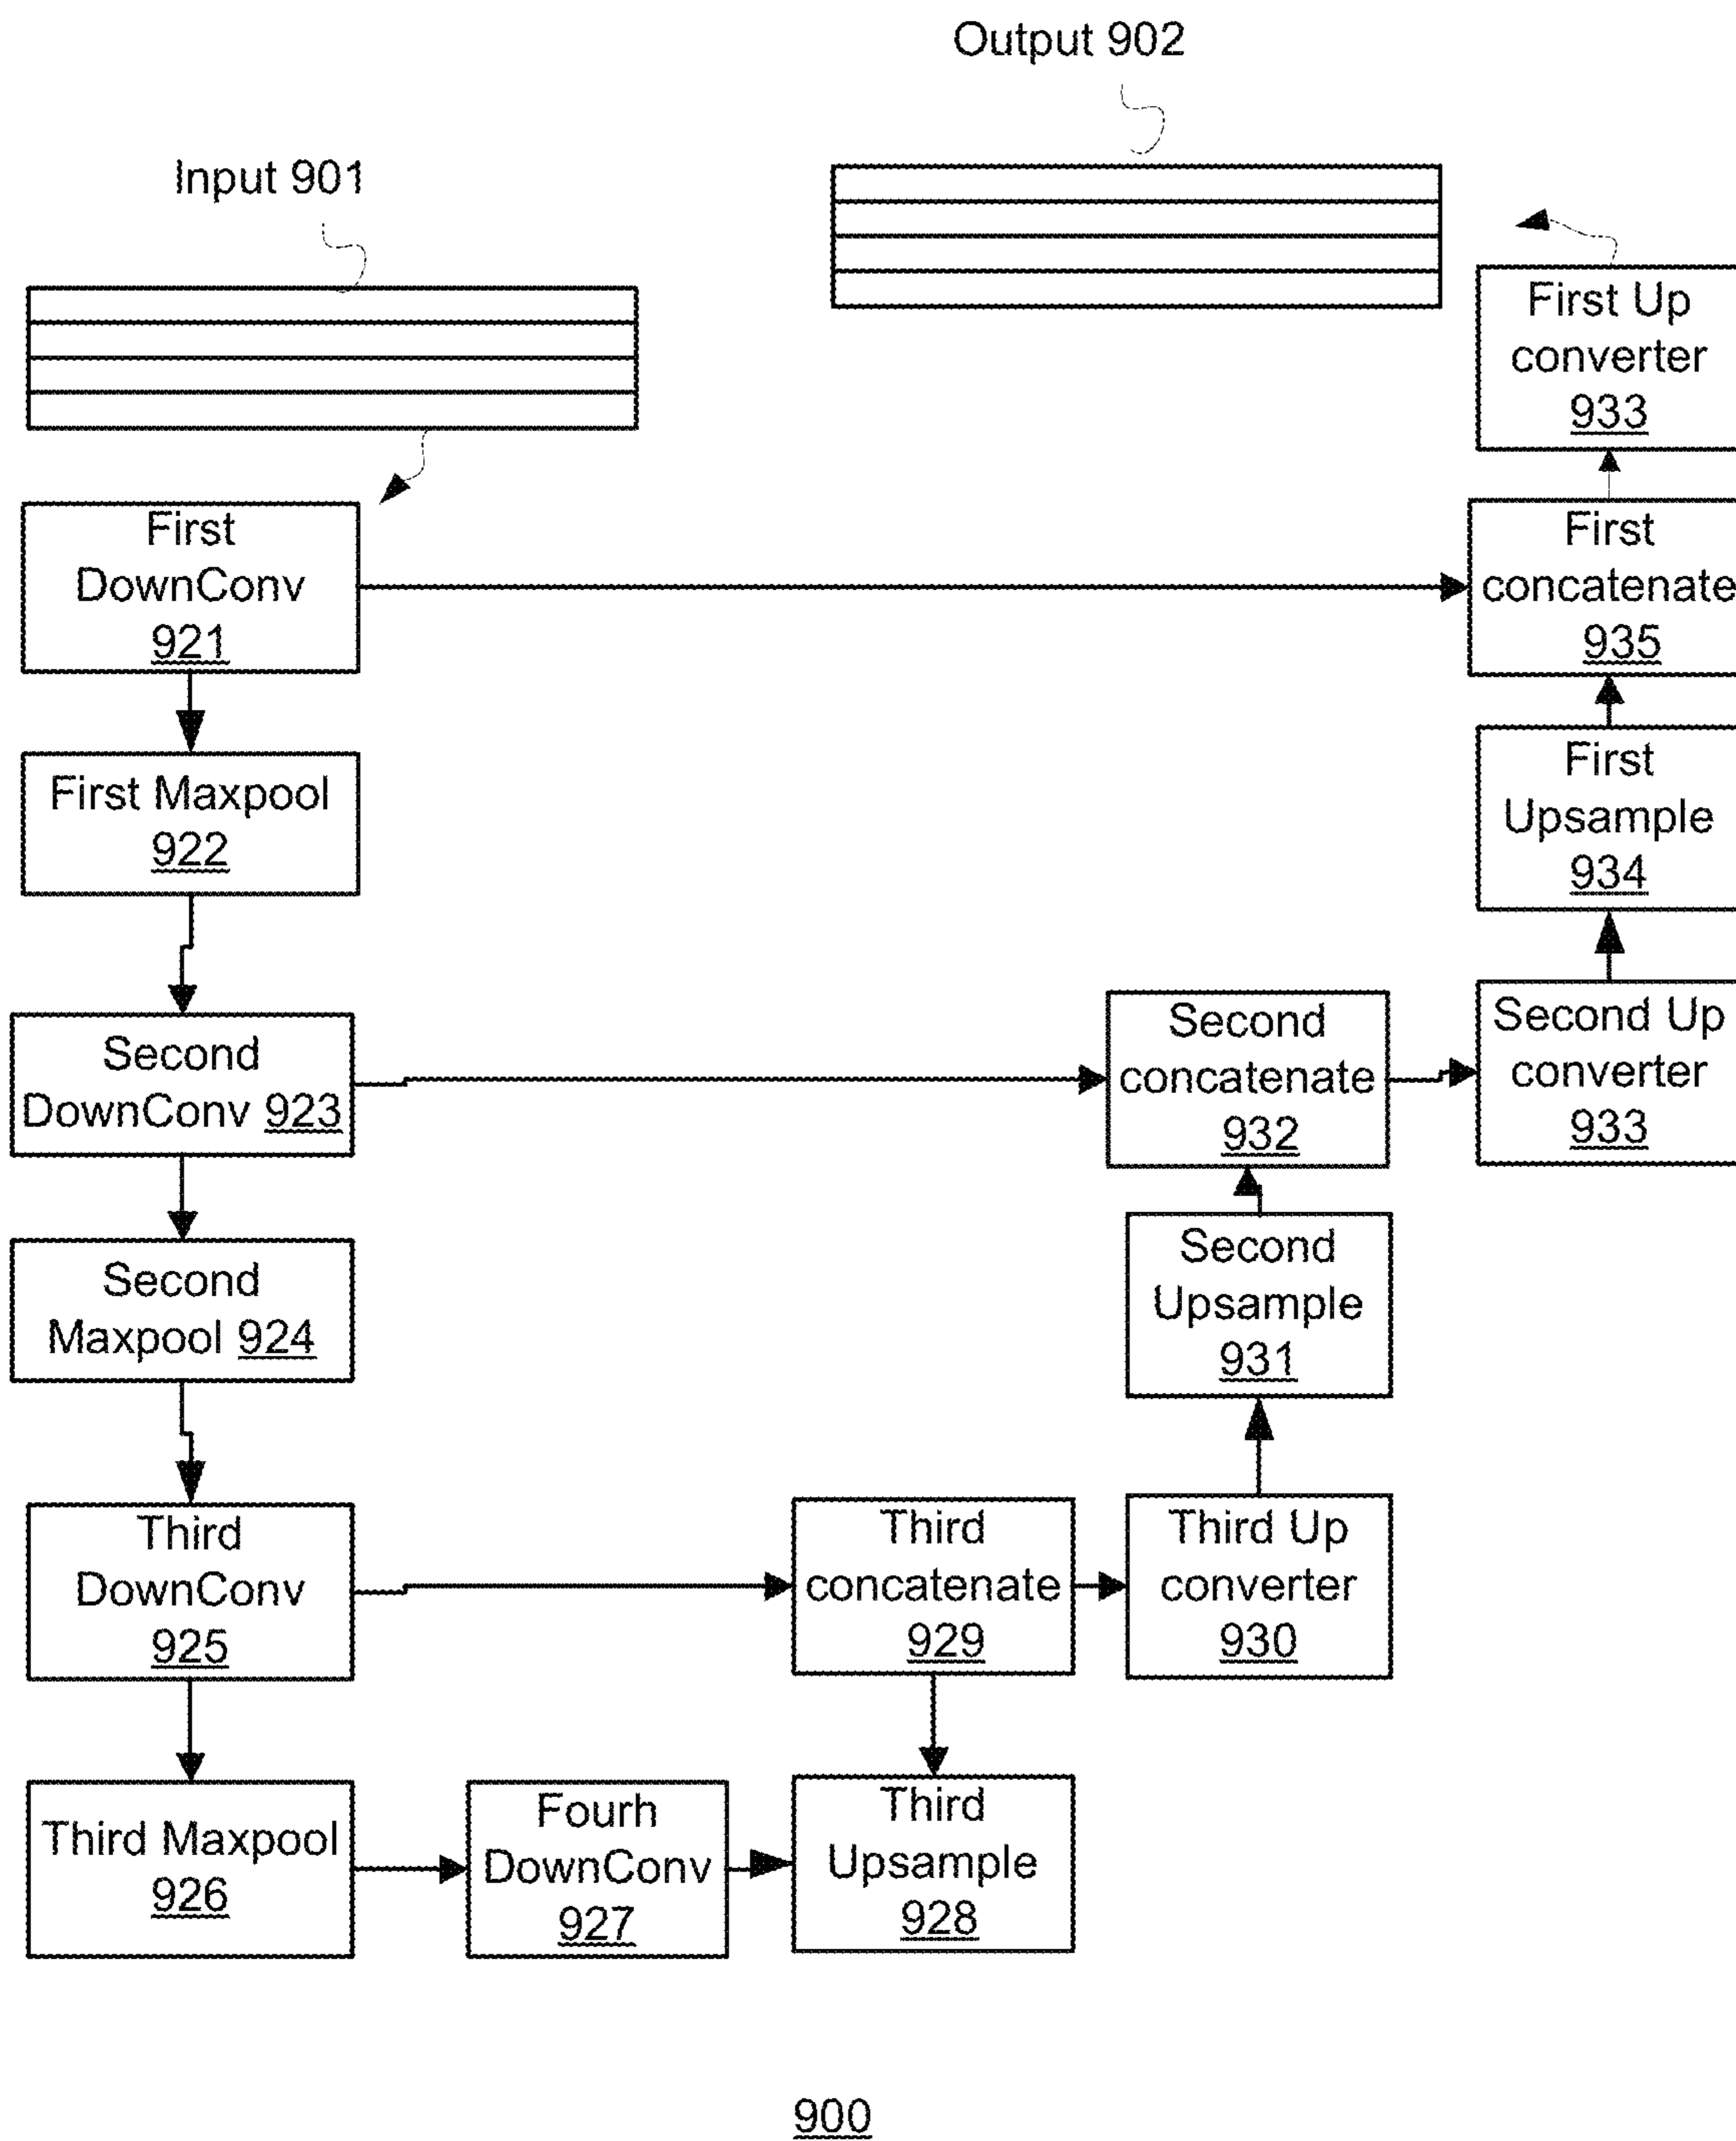 Output 902
Input 901
First Up
converter
933
First
DownConv
921
First
concatenate
935
First Maxpool
922
First
Upsample
934
Second
DownConv 923
Second
concatenate
932
Second Up
converter
933
Second
Maxpool 924
Second
Upsample
931
Third
DownConv
925
Third
concatenate
929
Third Up
converter
930
Third Maxpool
926
Fourh
DownConv
927
Third
Upsample
928
900